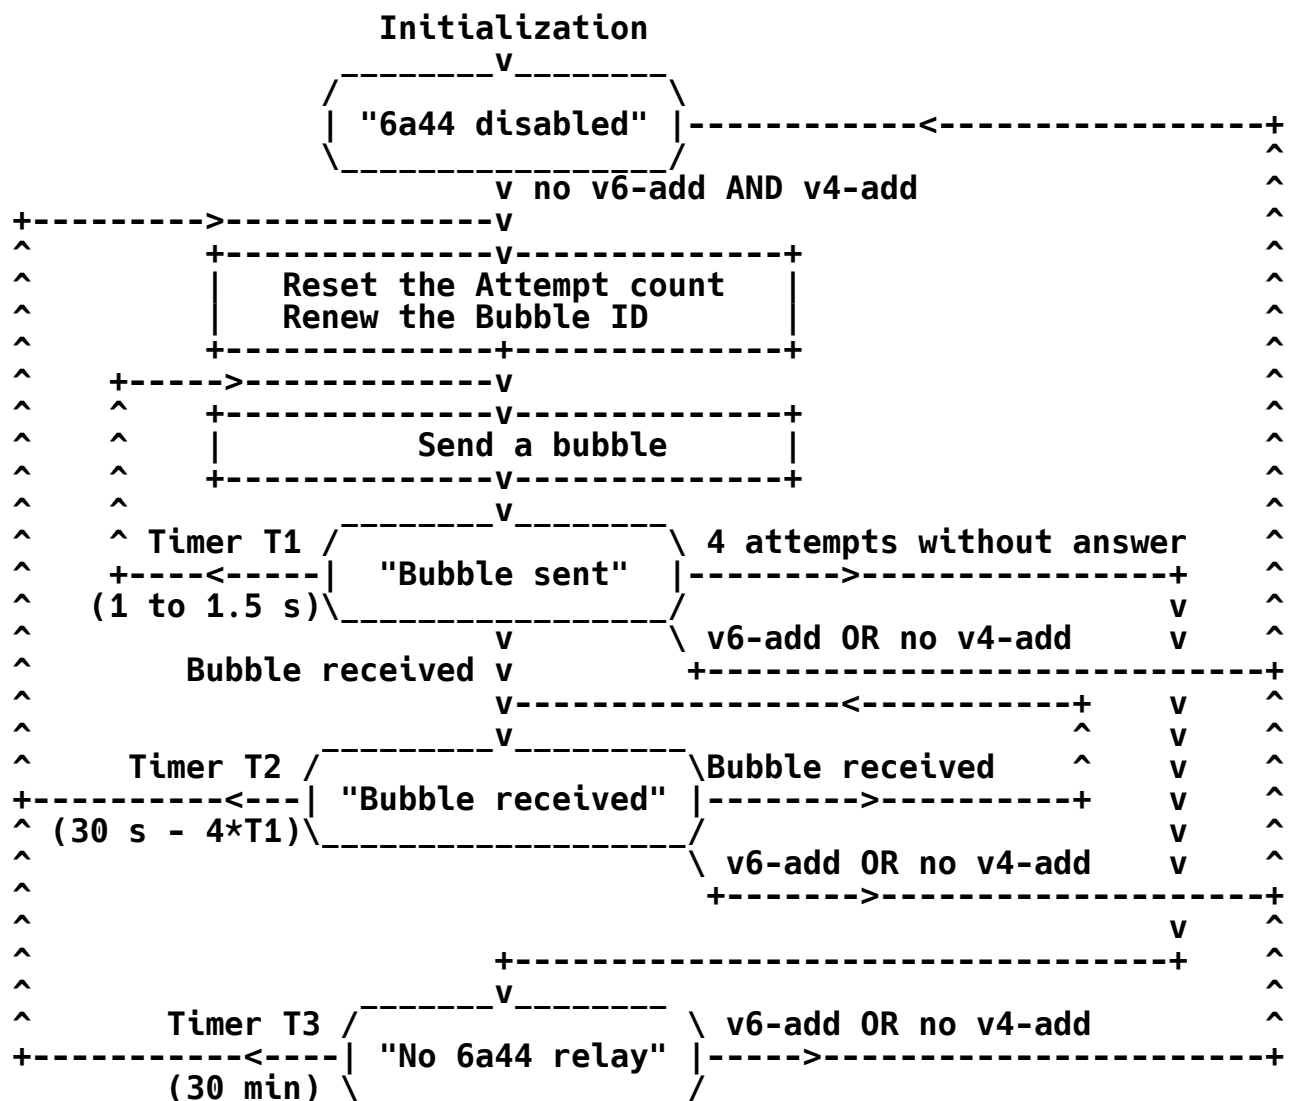 Initialization
"6a44 disabled"
no v6-add AND v4-add
Reset the Attempt count
Renew the Bubble ID
Send a bubble
Timer T1 4 attempts without answer
"Bubble sent"
(1 to 1.5 s)
v6-add OR no v4-add
Bubble received
Timer T2 Bubble received
"Bubble received"
(30 s - 4*T1)
v6-add OR no v4-add
Timer T3 v6-add OR no v4-add
"No 6a44 relay"
(30 min)